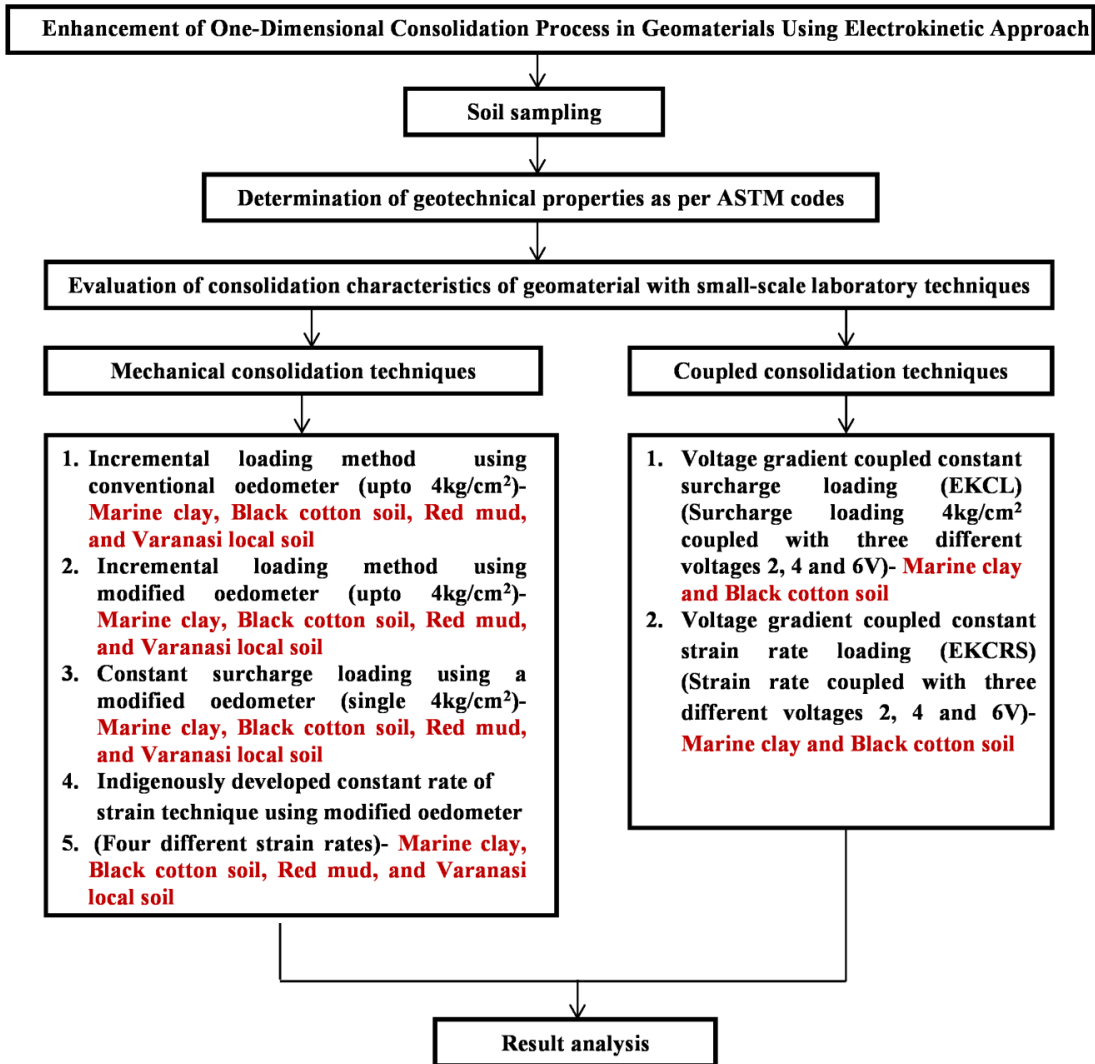 Enhancement of One-Dimensional Consolidation Process in Geomaterials Using Electrokinetic Approach
Soil sampling
Determination of geotechnical properties as per ASTM codes
Evaluation of consolidation characteristics of geomaterial with small-scale laboratory techniques
Mechanical consolidation techniques
1. Incremental loading method using
conventional oedometer (upto 4kg/cm²)-
Marine clay, Black cotton soil, Red mud,
and Varanasi local soil
2. Incremental loading method using
modified oedometer (upto 4kg/cm²)-
Marine clay, Black cotton soil, Red mud,
and Varanasi local soil
3. Constant surcharge loading using a
modified oedometer (single 4kg/cm²)-
Marine clay, Black cotton soil, Red mud,
and Varanasi local soil
4. Indigenously developed constant rate of
strain technique using modified oedometer
5. (Four different strain rates)- Marine clay,
Black cotton soil, Red mud, and Varanasi
local soil
Coupled consolidation techniques
1. Voltage gradient coupled constant
surcharge loading (EKCL)
(Surcharge loading 4kg/cm²
coupled with three different
voltages 2, 4 and 6V)- Marine clay
and Black cotton soil
2. Voltage gradient coupled constant
strain rate loading (EKCRS)
(Strain rate coupled with three
different voltages 2, 4 and 6V)-
Marine clay and Black cotton soil
Result analysis